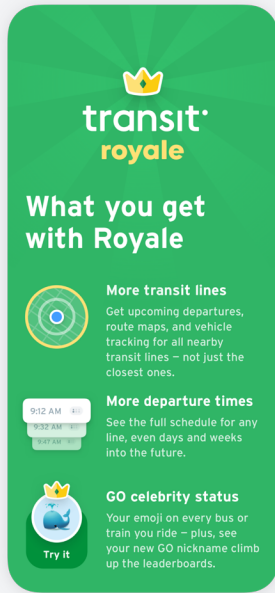 transit
royale
What you get
with Royale
More transit lines
Get upcoming departures,
route maps, and vehicle
tracking for all nearby
transit lines – not just the
closest ones.
9:12 AM
9:32 AM
9:47 AM
More departure times
See the full schedule for any
line, even days and weeks
into the future.
Try it
GO celebrity status
Your emoji on every bus or
train you ride – plus, see
your new GO nickname climb
up the leaderboards.